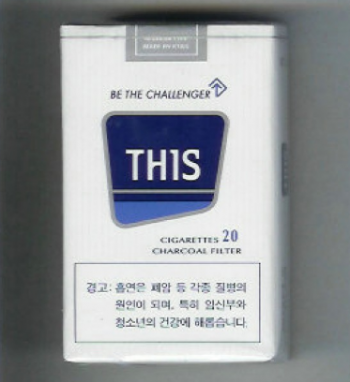 BE THE CHALLENGER
THIS
CIGARETTES 20
CHARCOAL FILTER
경고: 흡연은 폐암 등 각종 질병의
원인이 되며, 특히 임신부와
청소년의 건강에 해롭습니다.